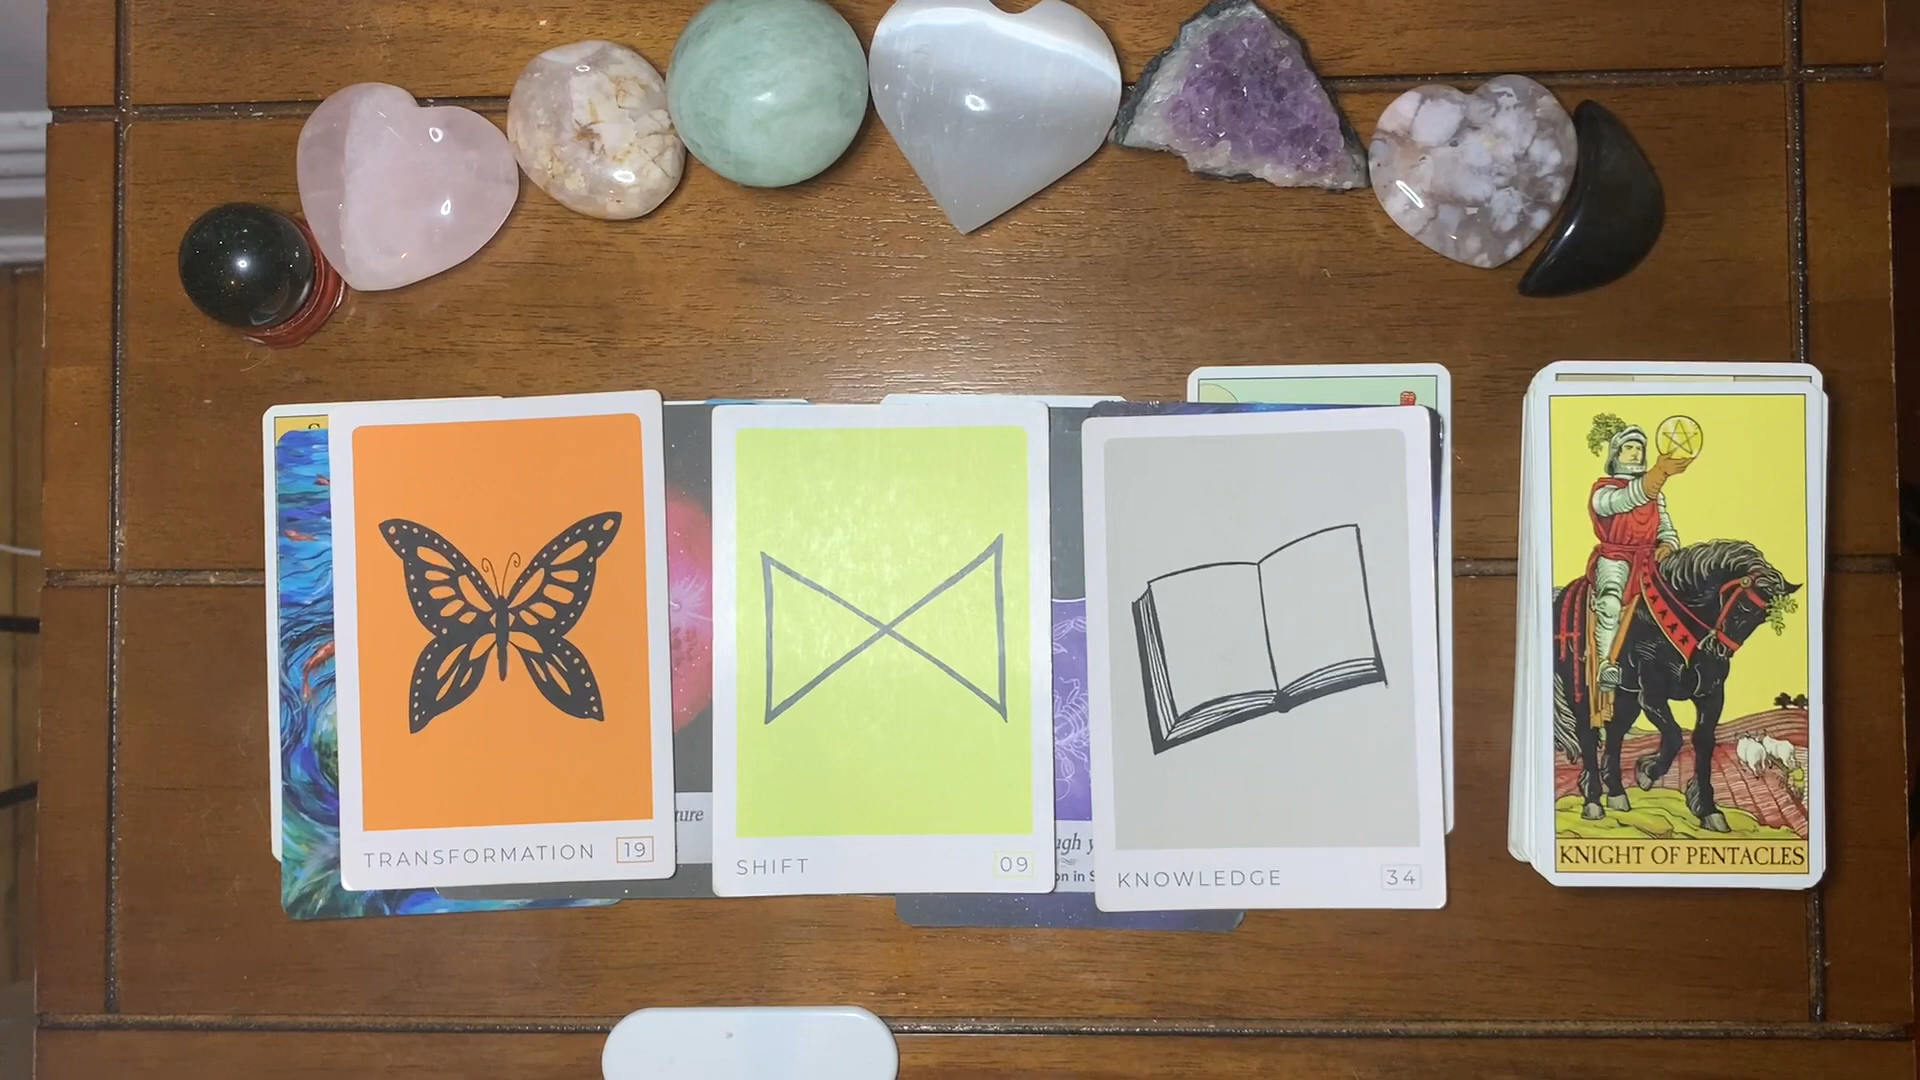 TRANSFORMATION 19
SHIFT 09
KNOWLEDGE 34
KNIGHT OF PENTACLES